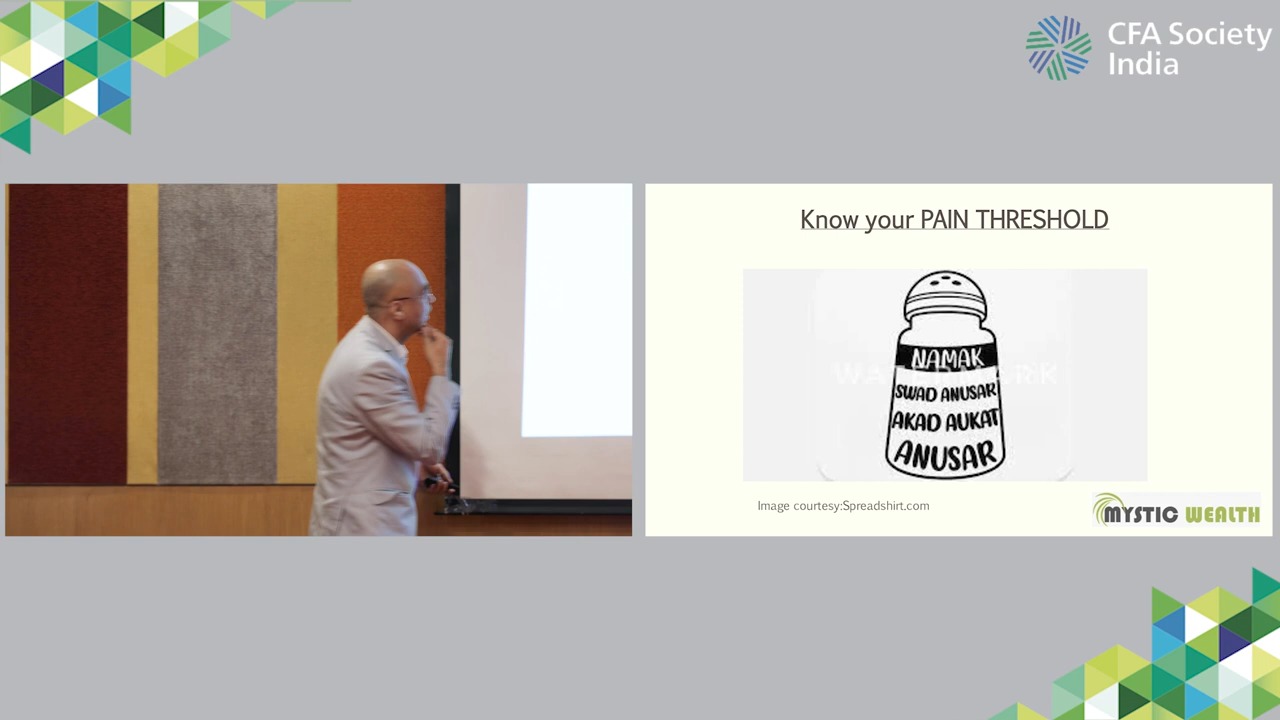 CFA Society
India
Know your PAIN THRESHOLD
NAMAK
WATERMARK
SWAD ANUSAR
AKAD AUKAT
ANUSAR
Image courtesy:Spreadshirt.com
MYSTIC WEALTH